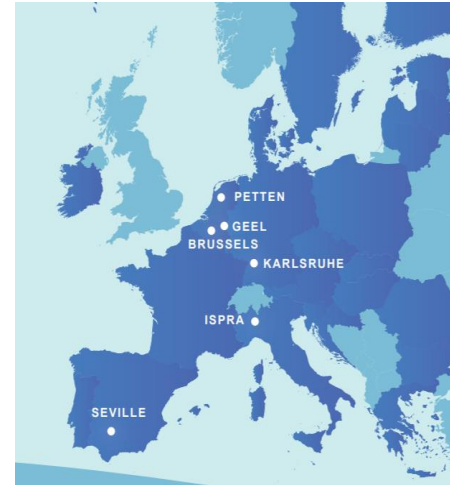 PETTEN
GEEL
BRUSSELS
KARLSRUHE
ISPRA
SEVILLE